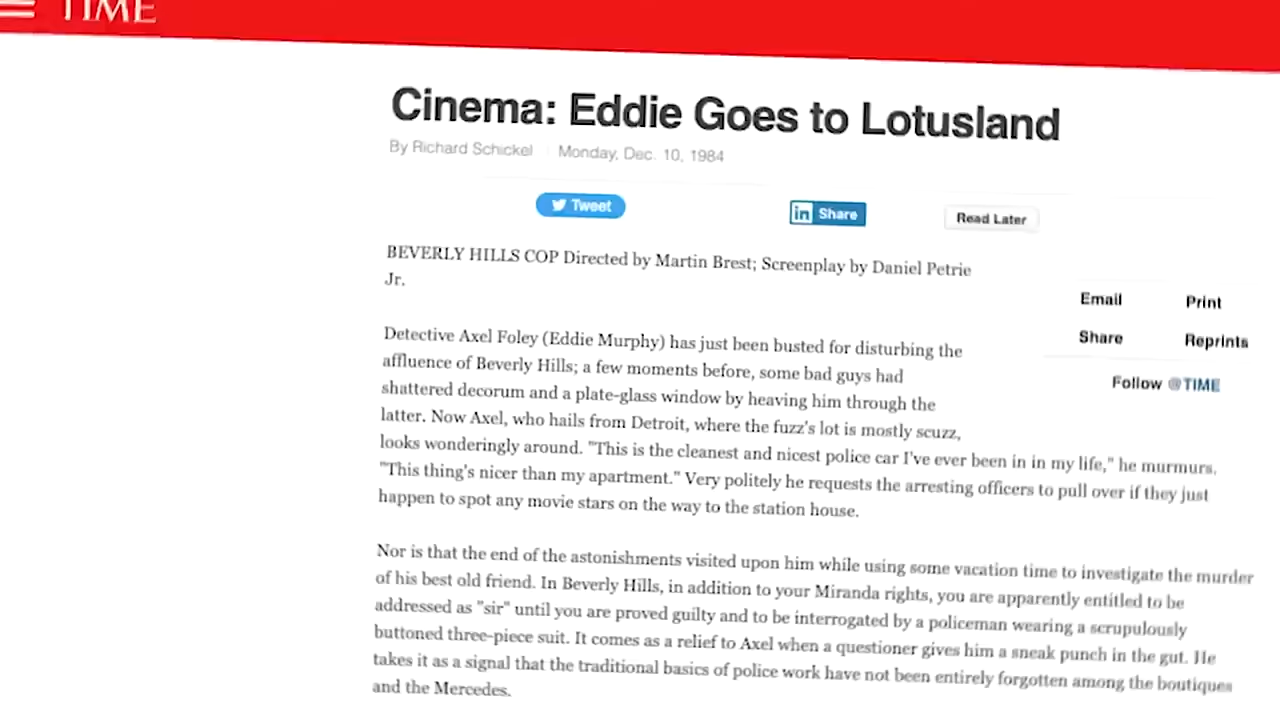 TIME
Cinema: Eddie Goes to Lotusland
By Richard Schickel Monday, Dec. 10, 1984
Tweet
Share
Read Later
BEVERLY HILLS COP Directed by Martin Brest; Screenplay by Daniel Petrie
Jr.
Email Print
Share Reprints
Follow @TIME
Detective Axel Foley (Eddie Murphy) has just been busted for disturbing the
affluence of Beverly Hills; a few moments before, some bad guys had
shattered decorum and a plate-glass window by heaving him through the
latter. Now Axel, who hails from Detroit, where the fuzz's lot is mostly scuzz,
looks wonderingly around. "This is the cleanest and nicest police car I've ever been in in my life," he murmurs.
"This thing's nicer than my apartment." Very politely he requests the arresting officers to pull over if they just
happen to spot any movie stars on the way to the station house.
Nor is that the end of the astonishments visited upon him while using some vacation time to investigate the murder
of his best old friend. In Beverly Hills, in addition to your Miranda rights, you are apparently entitled to be
addressed as "sir" until you are proved guilty and to be interrogated by a policeman wearing a scrupulously
buttoned three-piece suit. It comes as a relief to Axel when a questioner gives him a sneak punch in the gut. He
takes it as a signal that the traditional basics of police work have not been entirely forgotten among the boutiques
and the Mercedes.